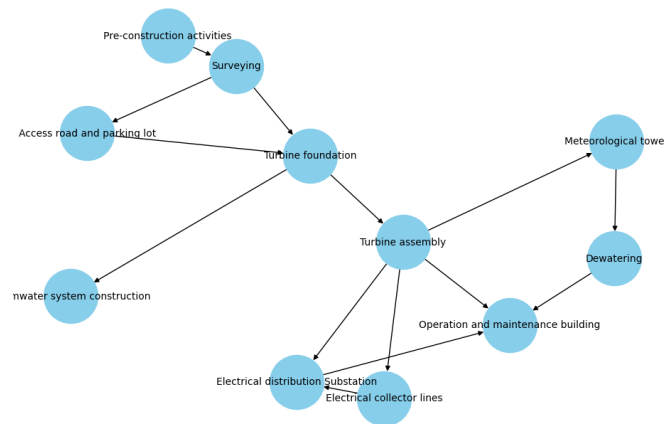 Pre-construction activities
Surveying
Access road and parking lot
Turbine foundation
Meteorological towe
Turbine assembly
Dewatering
mwater system construction
Operation and maintenance building
Electrical distribution Substation
Electrical collector lines